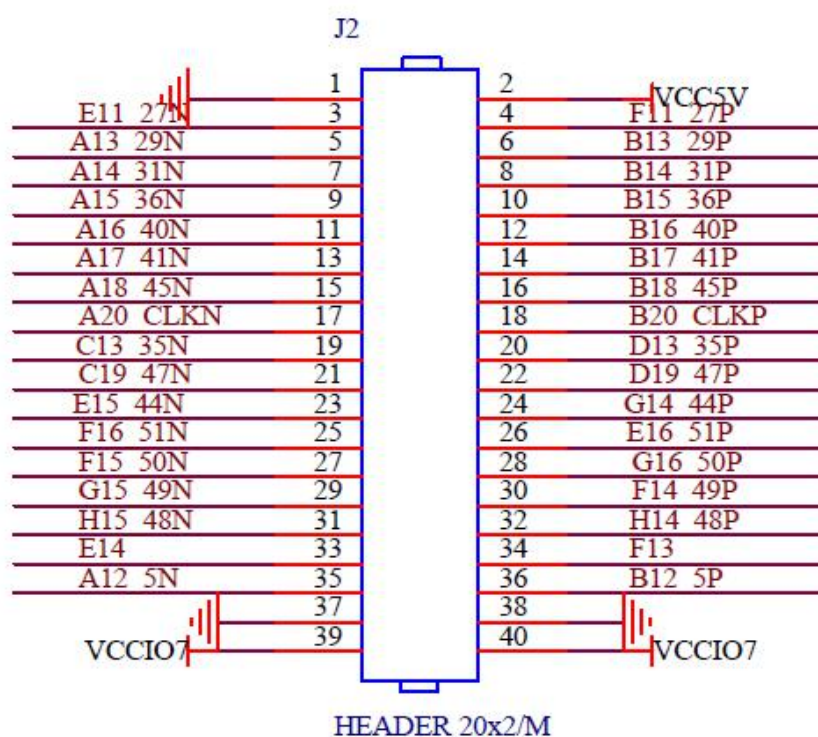 J2
1 2 VCC5V
E11 27N 3 4 F11 27P
A13 29N 5 6 B13 29P
A14 31N 7 8 B14 31P
A15 36N 9 10 B15 36P
A16 40N 11 12 B16 40P
A17 41N 13 14 B17 41P
A18 45N 15 16 B18 45P
A20 CLKN 17 18 B20 CLKP
C13 35N 19 20 D13 35P
C19 47N 21 22 D19 47P
E15 44N 23 24 G14 44P
F16 51N 25 26 E16 51P
F15 50N 27 28 G16 50P
G15 49N 29 30 F14 49P
H15 48N 31 32 H14 48P
E14 33 34 F13
A12 5N 35 36 B12 5P
37 38
VCCIO7 39 40 VCCIO7
HEADER 20x2/M